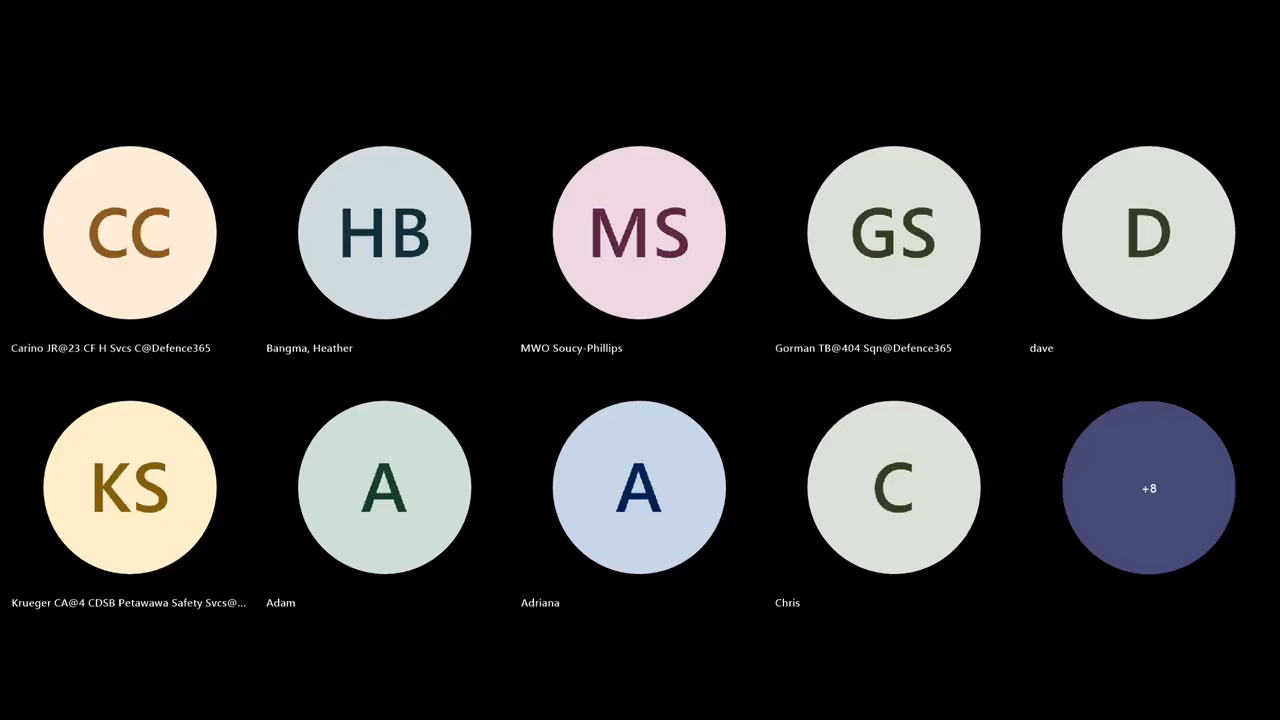 CC
HB
MS
GS
D
Carino JR@23 CF H Svcs C@Defence365
Bangma, Heather
MWO Soucy-Phillips
Gorman TB@404 Sqn@Defence365
dave
KS
A
A
C
+8
Krueger CA@4 CDSB Petawawa Safety Svcs@...
Adam
Adriana
Chris